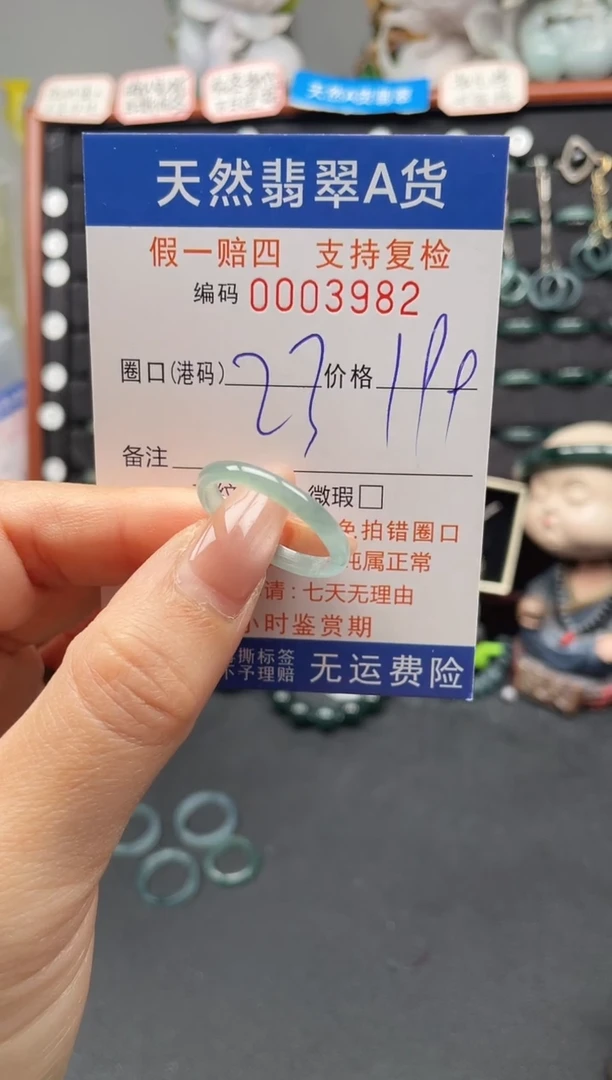 天然翡翠A货
假一赔四 支持复检
编码 0003982
圈口(港码) 23 价格 199
备注
纹 微瑕□
色拍错圈口
纯属正常
请:七天无理由
小时鉴赏期
撕标签
不予理赔 无运费险